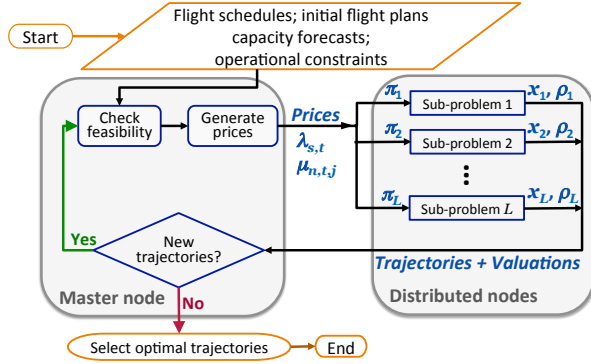 Start
Flight schedules; initial flight plans
capacity forecasts;
operational constraints
Check
feasibility
Generate
prices
Prices
λs,t
μn,t,j
π1
Sub-problem 1
x1, ρ1
π2
Sub-problem 2
x2, ρ2
πL
Sub-problem L
xL, ρL
Yes
New
trajectories?
Trajectories + Valuations
Master node
No
Distributed nodes
Select optimal trajectories
End